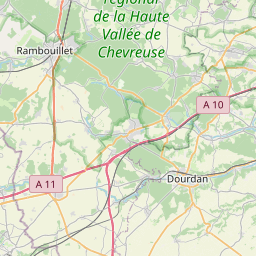 régional
de la Haute
Vallée de
Chevreuse
Rambouillet
A 10
A 11
Dourdan